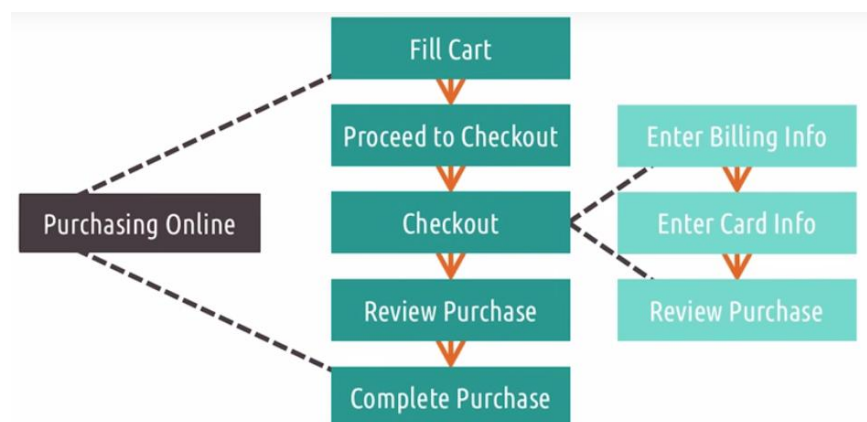 Fill Cart
Proceed to Checkout
Enter Billing Info
Purchasing Online
Checkout
Enter Card Info
Review Purchase
Review Purchase
Complete Purchase